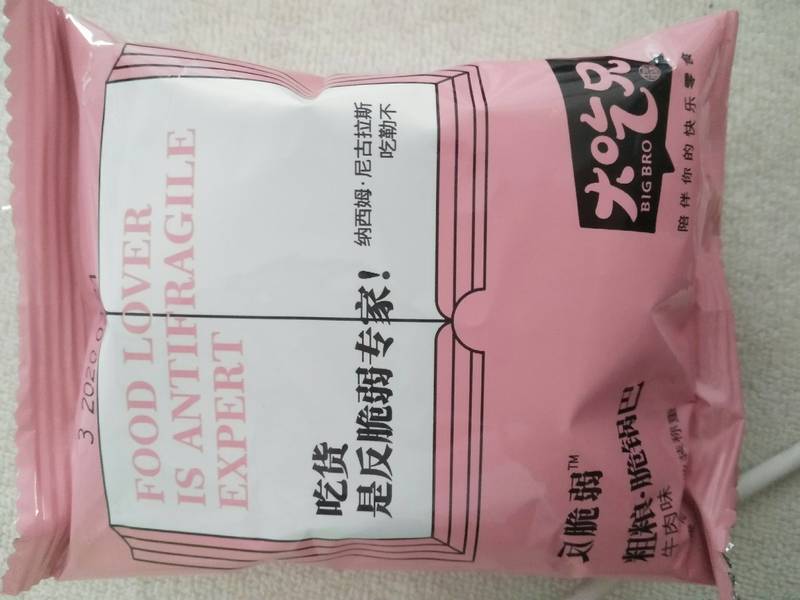 FOOD LOVER
IS ANTIFRAGILE
EXPERT
吃货
是反脆弱专家!
纳西姆·尼古拉斯
吃勒不
大吃兄
BIG BRO
陪伴你的快乐零食
反脆弱™
粗粮·脆锅巴
牛肉味